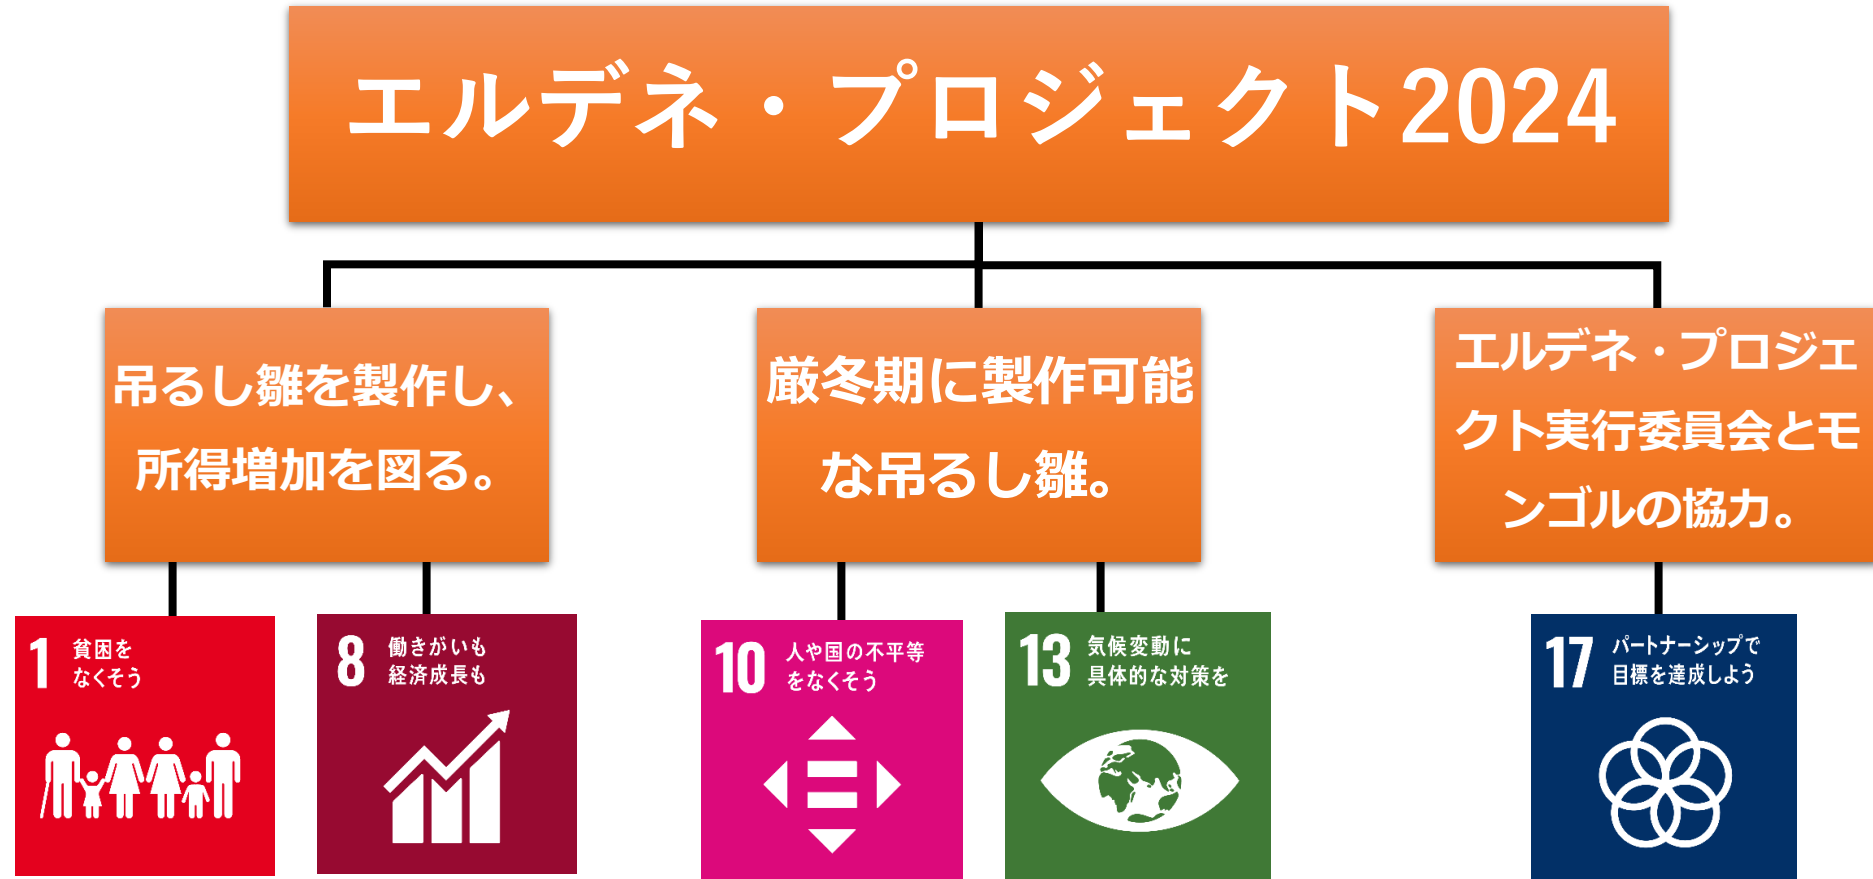 エルデネ・プロジェクト2024
吊るし雛を製作し、
所得増加を図る。
厳冬期に製作可能
な吊るし雛。
エルデネ・プロジェ
クト実行委員会とモ
ンゴルの協力。
1
貧困を
なくそう
8
働きがいも
経済成長も
10
人や国の不平等
をなくそう
13
気候変動に
具体的な対策を
17
パートナーシップで
目標を達成しよう